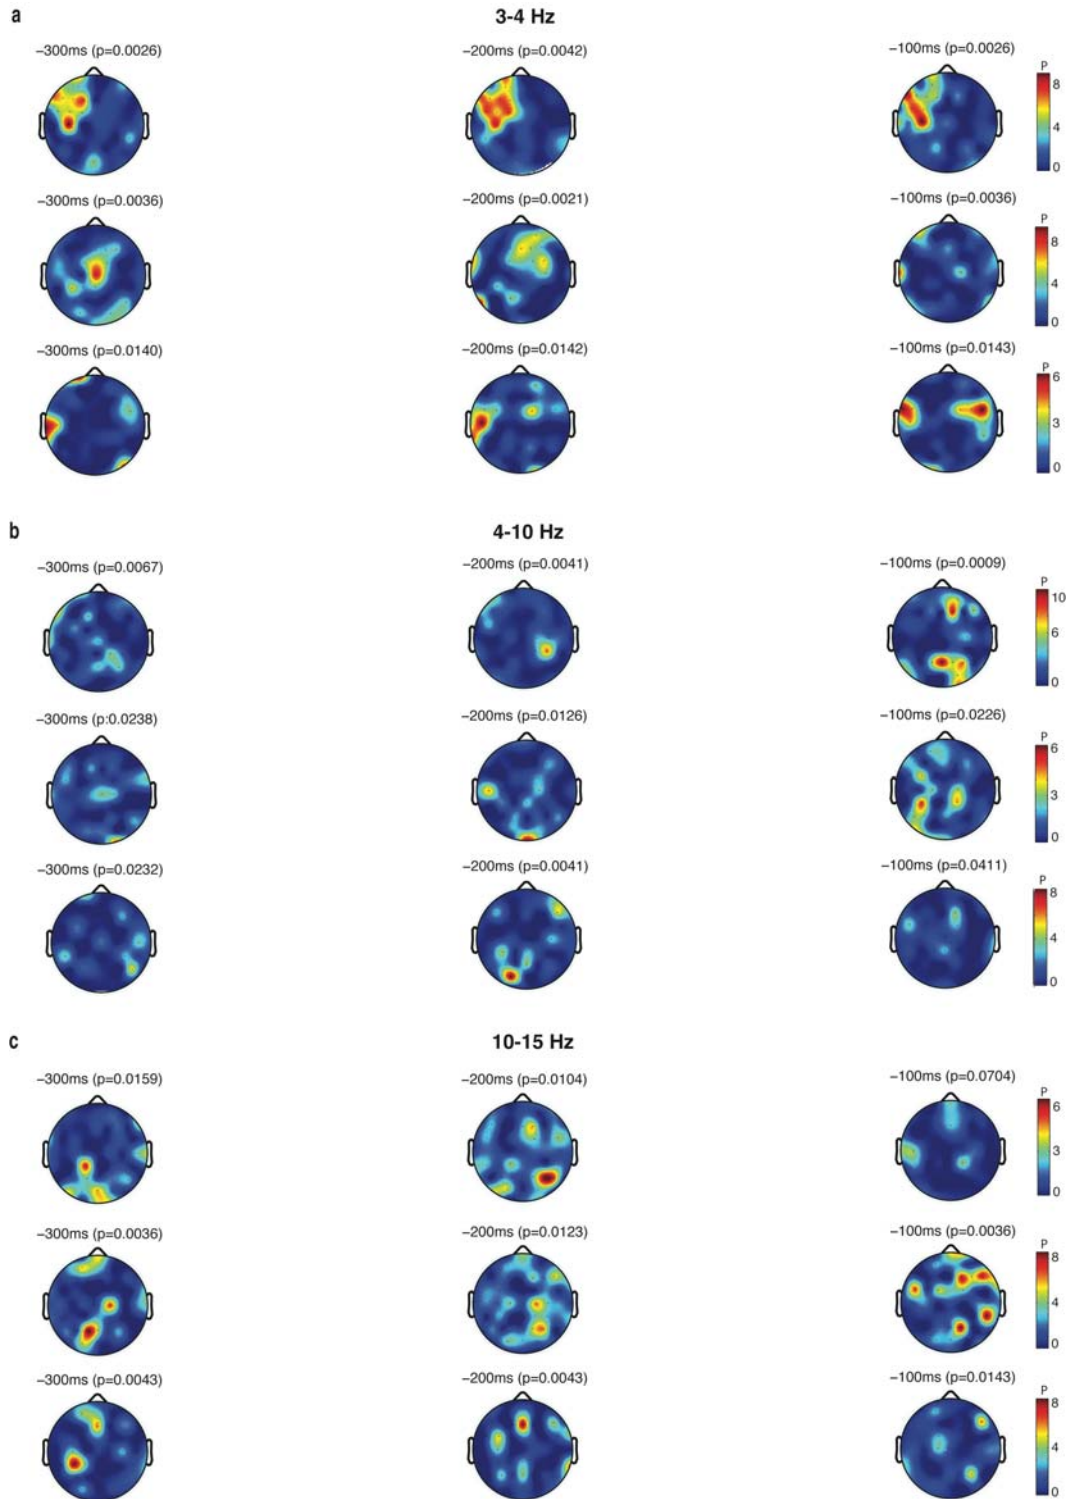 a
3-4 Hz
−300ms (p=0.0026)
−200ms (p=0.0042)
−100ms (p=0.0026)
P
8
4
0
−300ms (p=0.0036)
−200ms (p=0.0021)
−100ms (p=0.0036)
P
8
4
0
−300ms (p=0.0140)
−200ms (p=0.0142)
−100ms (p=0.0143)
P
6
3
0
b
4-10 Hz
−300ms (p=0.0067)
−200ms (p=0.0041)
−100ms (p=0.0009)
P
10
6
0
−300ms (p:0.0238)
−200ms (p=0.0126)
−100ms (p=0.0226)
P
6
3
0
−300ms (p=0.0232)
−200ms (p=0.0041)
−100ms (p=0.0411)
P
8
4
0
c
10-15 Hz
−300ms (p=0.0159)
−200ms (p=0.0104)
−100ms (p=0.0704)
P
6
3
0
−300ms (p=0.0036)
−200ms (p=0.0123)
−100ms (p=0.0036)
P
8
4
0
−300ms (p=0.0043)
−200ms (p=0.0043)
−100ms (p=0.0143)
P
8
4
0